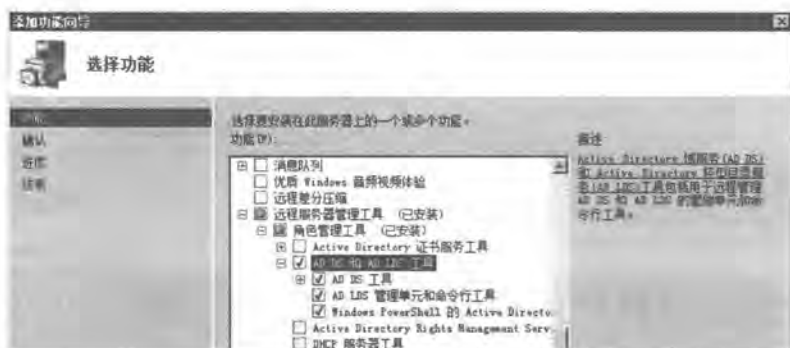 添加功能向导
选择功能
功能
确认
进度
结果
选择要安装在此服务器上的一个或多个功能。
功能(F):
消息队列
优质 Windows 音频视频体验
远程差分压缩
远程服务器管理工具 (已安装)
角色管理工具 (已安装)
Active Directory 证书服务工具
AD DS 和 AD LDS 工具
AD DS 工具
AD LDS 管理单元和命令行工具
Windows PowerShell 的 Active Directo
Active Directory Rights Management Serv
DHCP 服务器工具
描述
Active Directory 域服务(AD DS)
和 Active Directory 轻型目录服
务(AD LDS)工具包括用于远程管理
AD DS 和 AD LDS 的管理单元和命
令行工具。